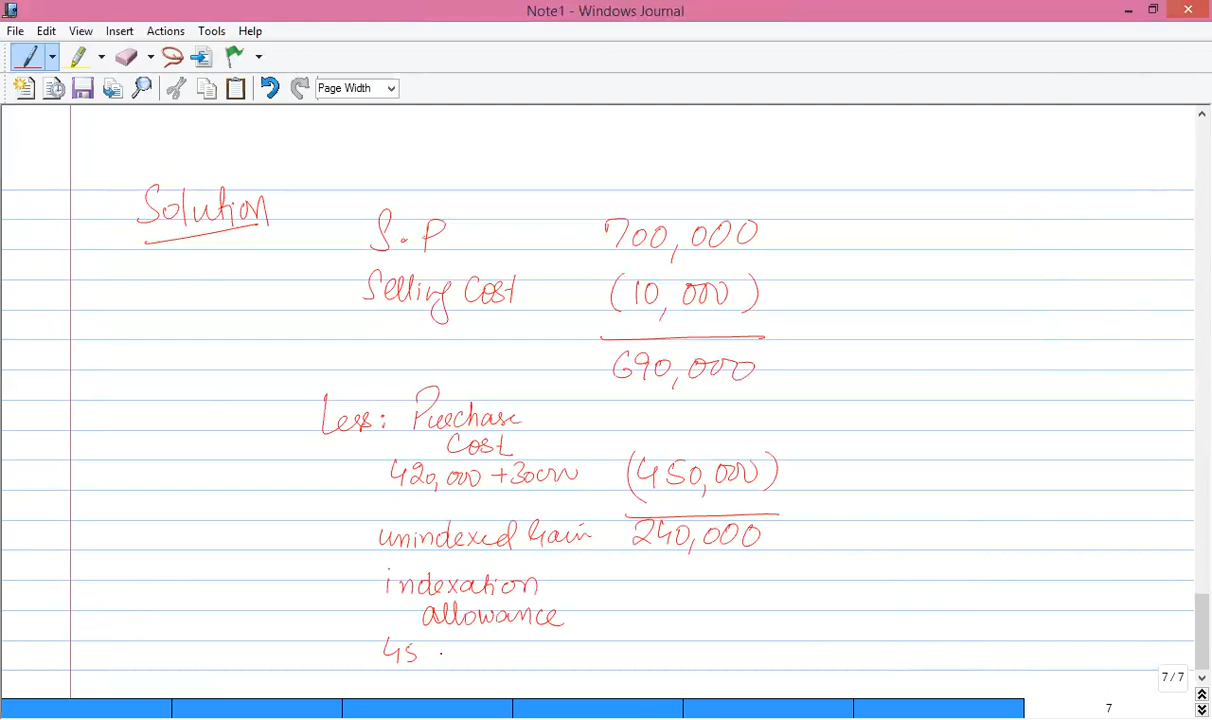 Note1 - Windows Journal
File Edit View Insert Actions Tools Help
Page Width
Solution
S.P 700,000
Selling Cost (10,000)
690,000
Less: Purchase
Cost
420,000 + 30000 (450,000)
unindexed Gain 240,000
indexation
allowance
45
7 / 7
7